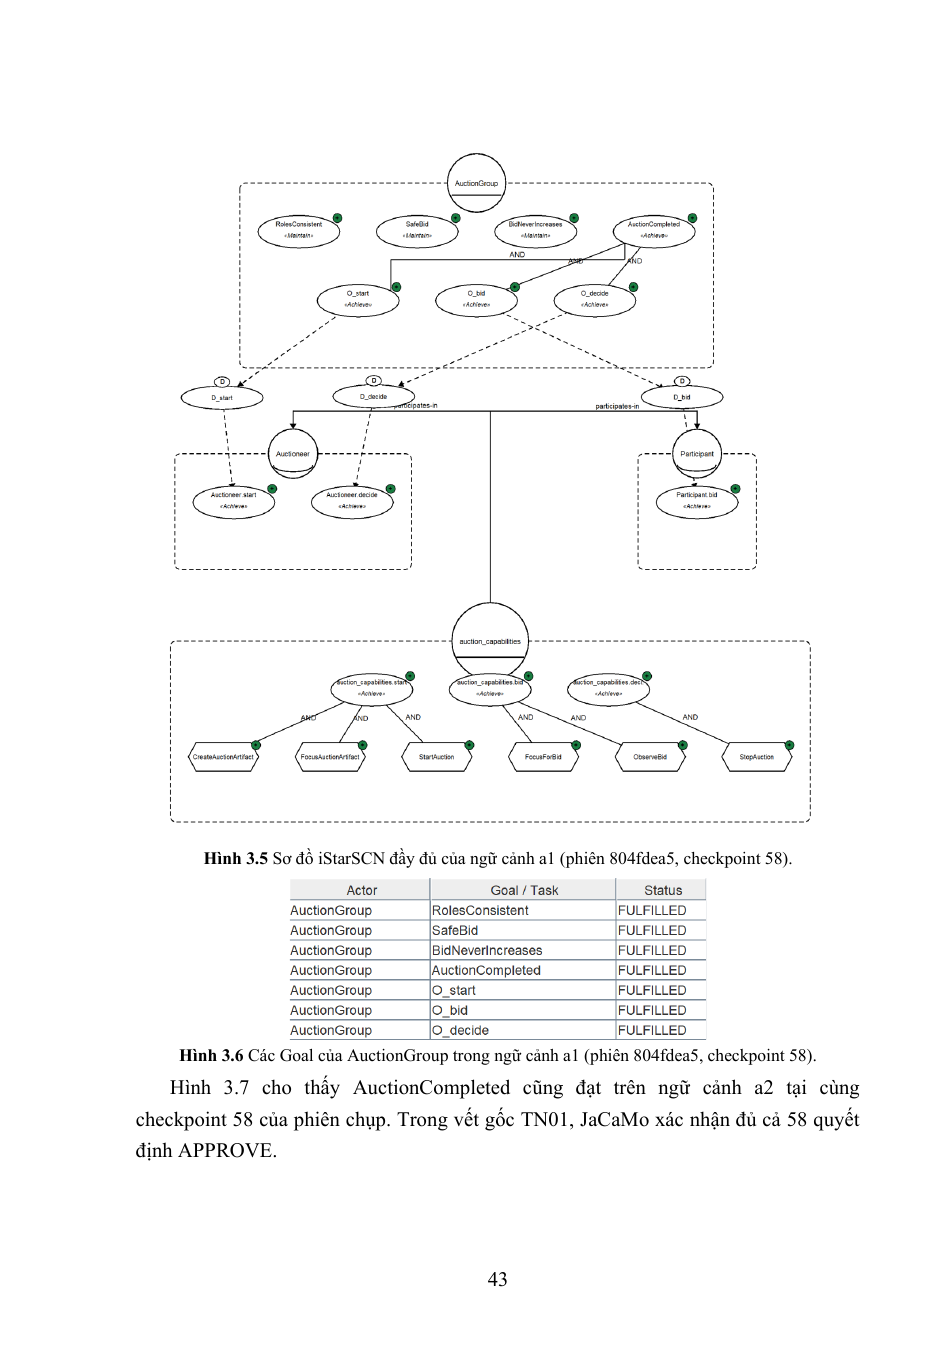 AuctionGroup
RolesConsistent
«Maintain»
SafeBid
«Maintain»
BidNeverIncreases
«Maintain»
AuctionCompleted
«Achieve»
AND
AND
AND
O_start
«Achieve»
O_bid
«Achieve»
O_decide
«Achieve»
D
D_start
D
D_decide
D
D_bid
participates-in
participates-in
Auctioneer
Participant
Auctioneer.start
«Achieve»
Auctioneer.decide
«Achieve»
Participant.bid
«Achieve»
auction_capabilities
auction_capabilities.start
«Achieve»
auction_capabilities.bid
«Achieve»
auction_capabilities.deci
«Achieve»
AND
AND
AND
AND
AND
AND
CreateAuctionArtifact
FocusAuctionArtifact
StartAuction
FocusForBid
ObserveBid
StopAuction
Hình 3.5 Sơ đồ iStarSCN đầy đủ của ngữ cảnh a1 (phiên 804fdea5, checkpoint 58).
Actor Goal / Task Status
AuctionGroup RolesConsistent FULFILLED
AuctionGroup SafeBid FULFILLED
AuctionGroup BidNeverIncreases FULFILLED
AuctionGroup AuctionCompleted FULFILLED
AuctionGroup O_start FULFILLED
AuctionGroup O_bid FULFILLED
AuctionGroup O_decide FULFILLED
Hình 3.6 Các Goal của AuctionGroup trong ngữ cảnh a1 (phiên 804fdea5, checkpoint 58).
Hình 3.7 cho thấy AuctionCompleted cũng đạt trên ngữ cảnh a2 tại cùng
checkpoint 58 của phiên chụp. Trong vết gốc TN01, JaCaMo xác nhận đủ cả 58 quyết
định APPROVE.
43